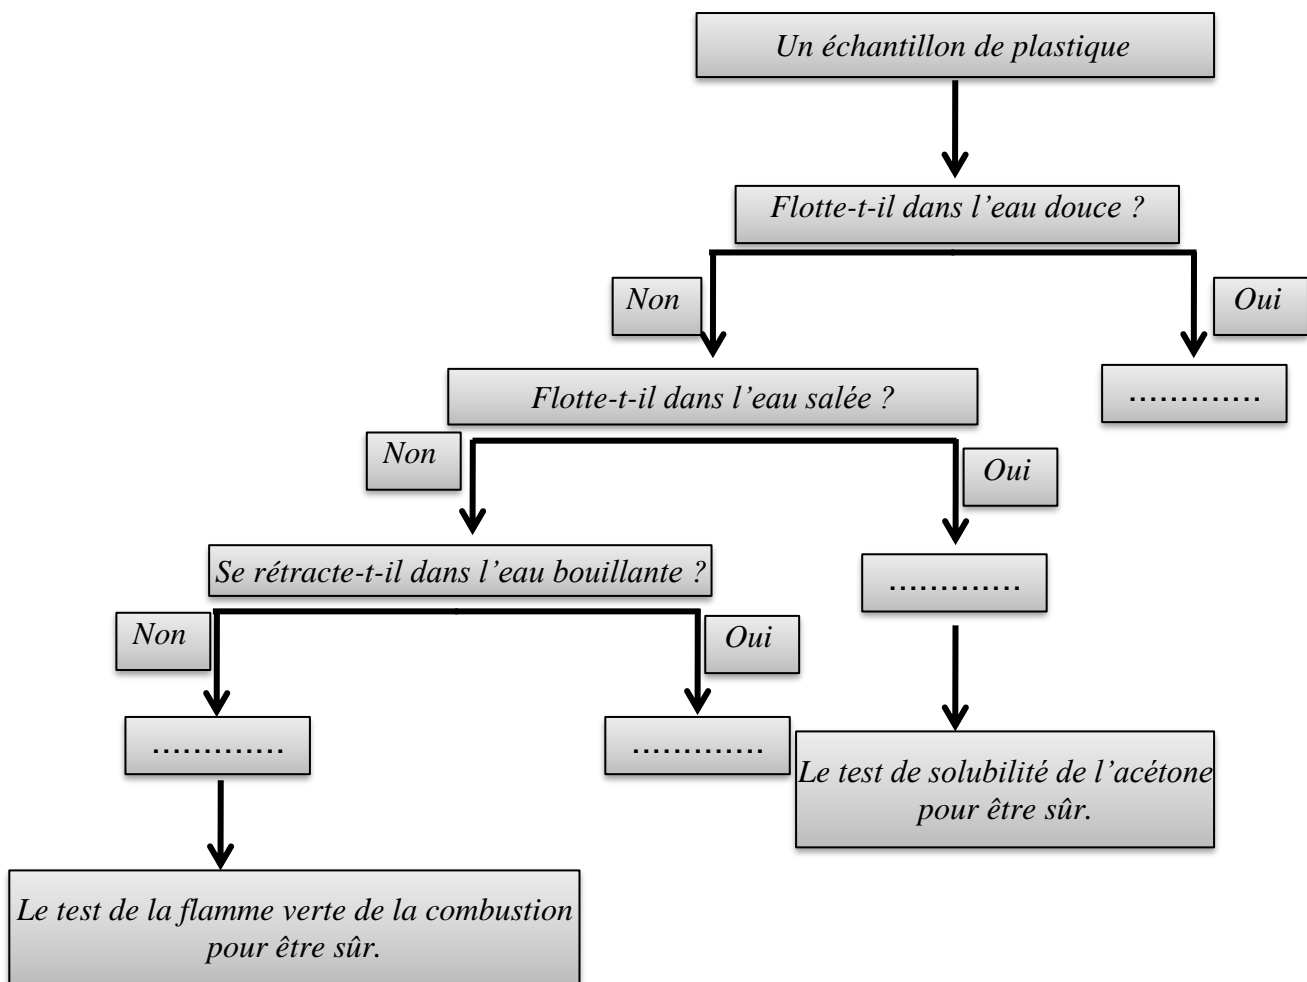 Un échantillon de plastique
Flotte-t-il dans l’eau douce ?
Non
Oui
Flotte-t-il dans l’eau salée ?
.............
Non
Oui
Se rétracte-t-il dans l’eau bouillante ?
.............
Non
Oui
.............
.............
Le test de solubilité de l’acétone
pour être sûr.
Le test de la flamme verte de la combustion
pour être sûr.